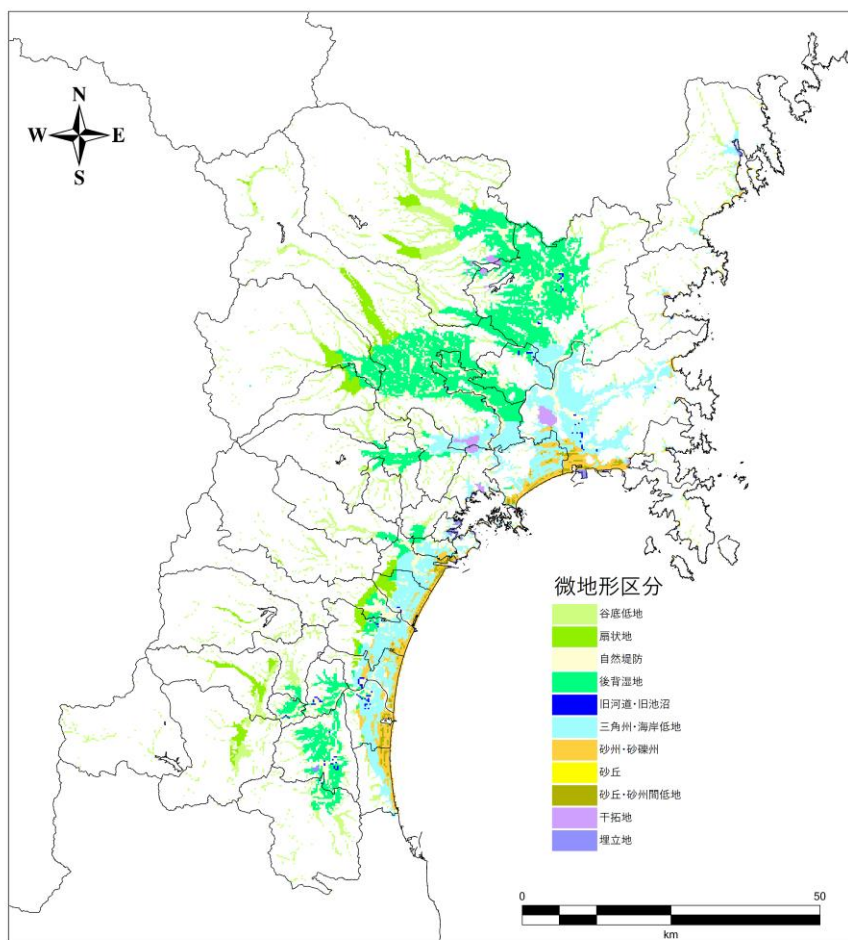 N
W E
S
微地形区分
谷底低地
扇状地
自然堤防
後背湿地
旧河道・旧池沼
三角州・海岸低地
砂州・砂礫州
砂丘
砂丘・砂州間低地
干拓地
埋立地
0 50
km